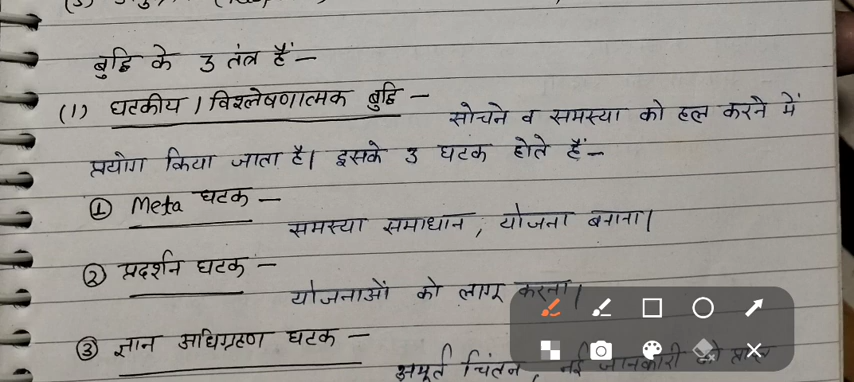 बुद्धि के 3 तंत्र हैं—
(1) घटकीय / विश्लेषणात्मक बुद्धि —
सोचने व समस्या को हल करने में
प्रयोग किया जाता है। इसके 3 घटक होते हैं—
① Meta घटक —
समस्या समाधान, योजना बनाना।
② प्रदर्शन घटक —
योजनाओं को लागू करना।
③ ज्ञान अधिग्रहण घटक —
अमूर्त चिंतन, नई जानकारी